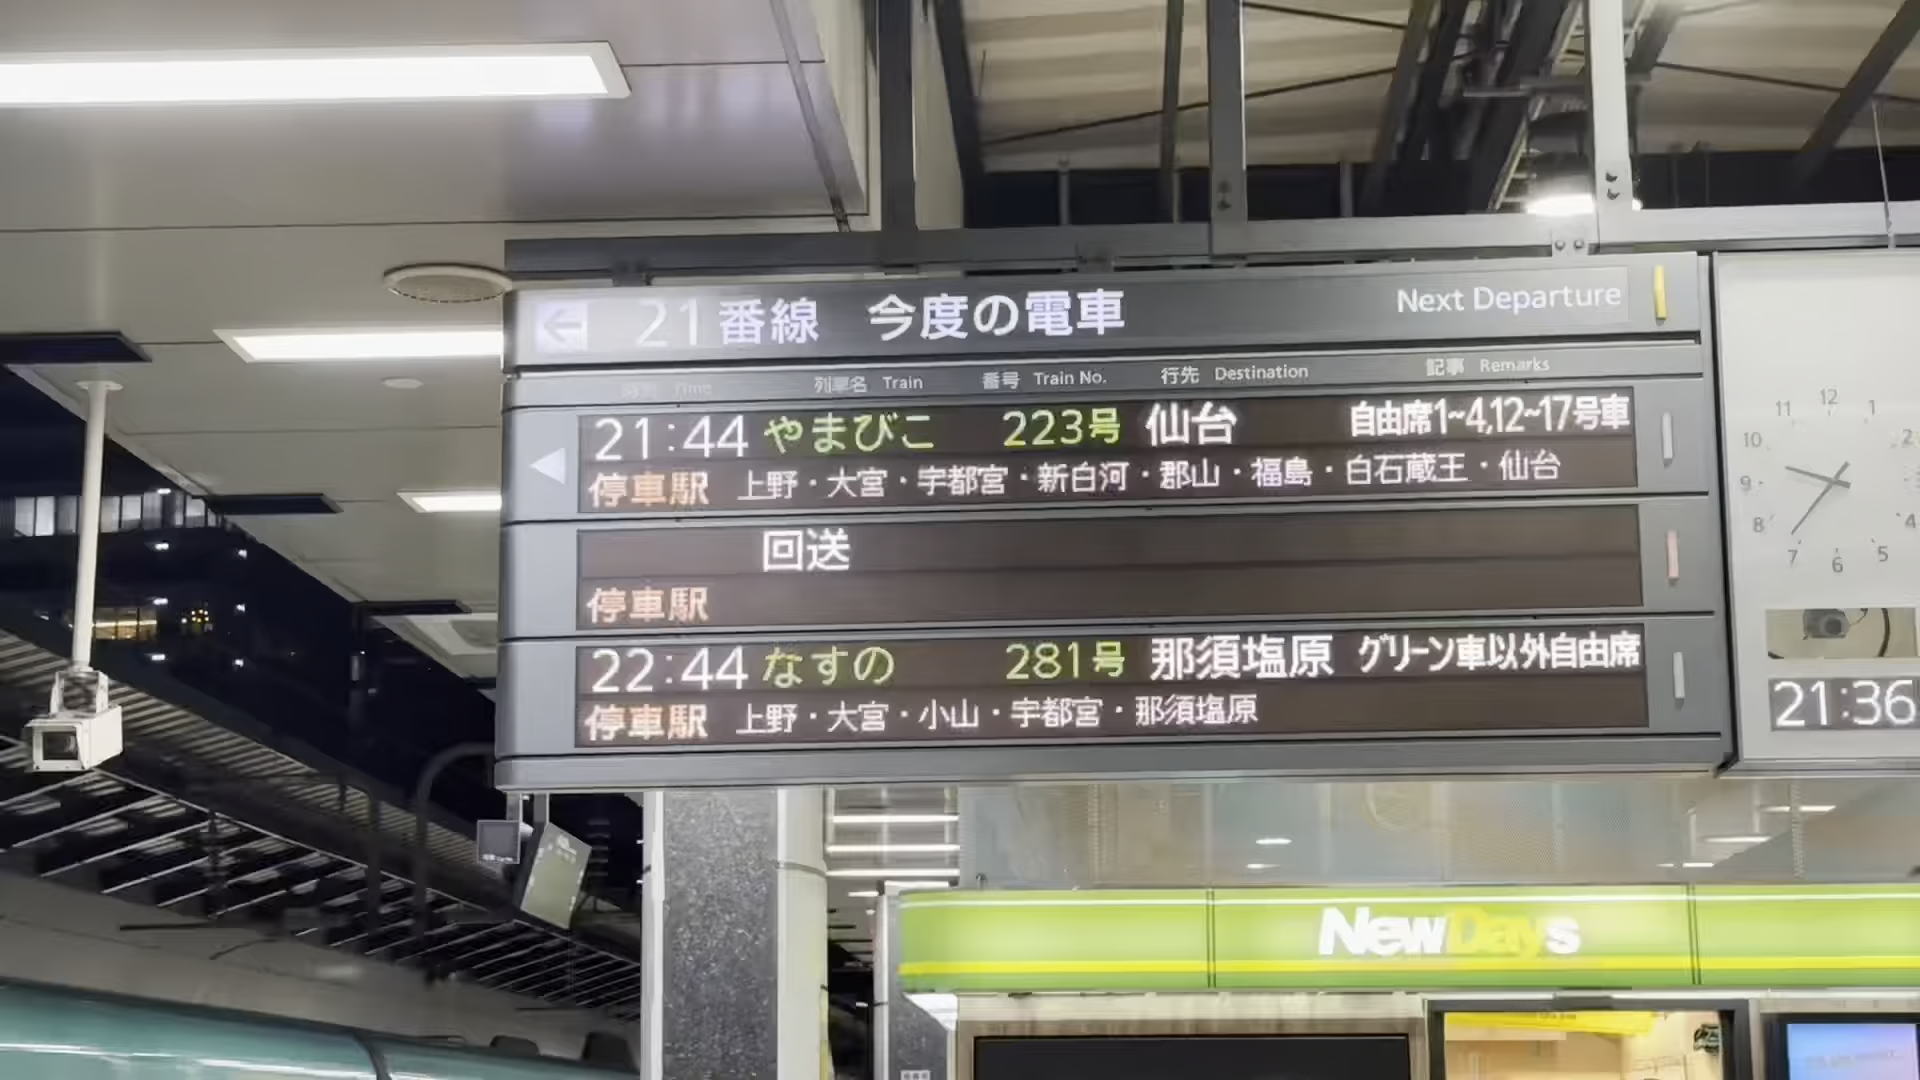 21番線 今度の電車 Next Departure
時刻 Time 列車名 Train 番号 Train No. 行先 Destination 記事 Remarks
21:44 やまびこ 223号 仙台 自由席1~4,12~17号車
停車駅 上野・大宮・宇都宮・新白河・郡山・福島・白石蔵王・仙台
回送
停車駅
22:44 なすの 281号 那須塩原 グリーン車以外自由席
停車駅 上野・大宮・小山・宇都宮・那須塩原
12
11 1
10 2
9
8 4
7 5
6
21:36
NewDays